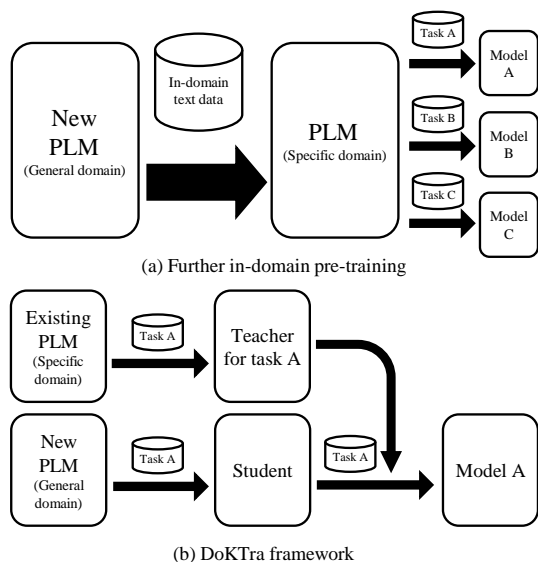 New
PLM
(General domain)
In-domain
text data
PLM
(Specific domain)
Task A
Model
A
Task B
Model
B
Task C
Model
C
(a) Further in-domain pre-training
Existing
PLM
(Specific
domain)
Task A
Teacher
for task A
New
PLM
(General
domain)
Task A
Student
Task A
Model A
(b) DoKTra framework